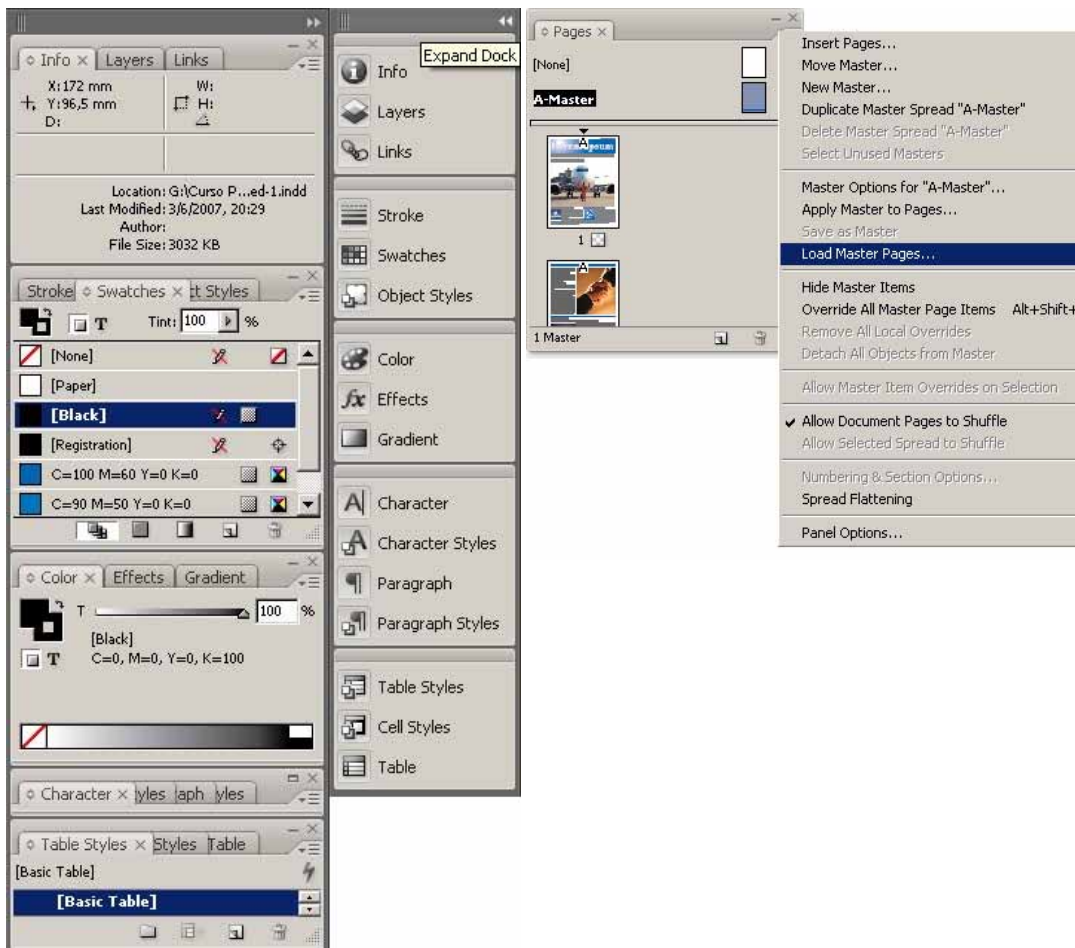 Info Layers Links
X: 172 mm W:
Y: 96,5 mm H:
D:
Location: G:\Curso P...ed-1.indd
Last Modified: 3/6/2007, 20:29
Author:
File Size: 3032 KB
Stroke Swatches ct Styles
T Tint: 100 %
[None]
[Paper]
[Black]
[Registration]
C=100 M=60 Y=0 K=0
C=90 M=50 Y=0 K=0
Color Effects Gradient
T 100 %
[Black]
T C=0, M=0, Y=0, K=100
Character yles aph yles
Table Styles Styles Table
[Basic Table]
[Basic Table]
Expand Dock
Info
Layers
Links
Stroke
Swatches
Object Styles
Color
fx Effects
Gradient
A Character
A Character Styles
Paragraph
Paragraph Styles
Table Styles
Cell Styles
Table
Pages
[None]
A-Master
A
1
A
1 Master
Insert Pages...
Move Master...
New Master...
Duplicate Master Spread "A-Master"
Delete Master Spread "A-Master"
Select Unused Masters
Master Options for "A-Master"...
Apply Master to Pages...
Save as Master
Load Master Pages...
Hide Master Items
Override All Master Page Items Alt+Shift+
Remove All Local Overrides
Detach All Objects from Master
Allow Master Item Overrides on Selection
Allow Document Pages to Shuffle
Allow Selected Spread to Shuffle
Numbering & Section Options...
Spread Flattening
Panel Options...